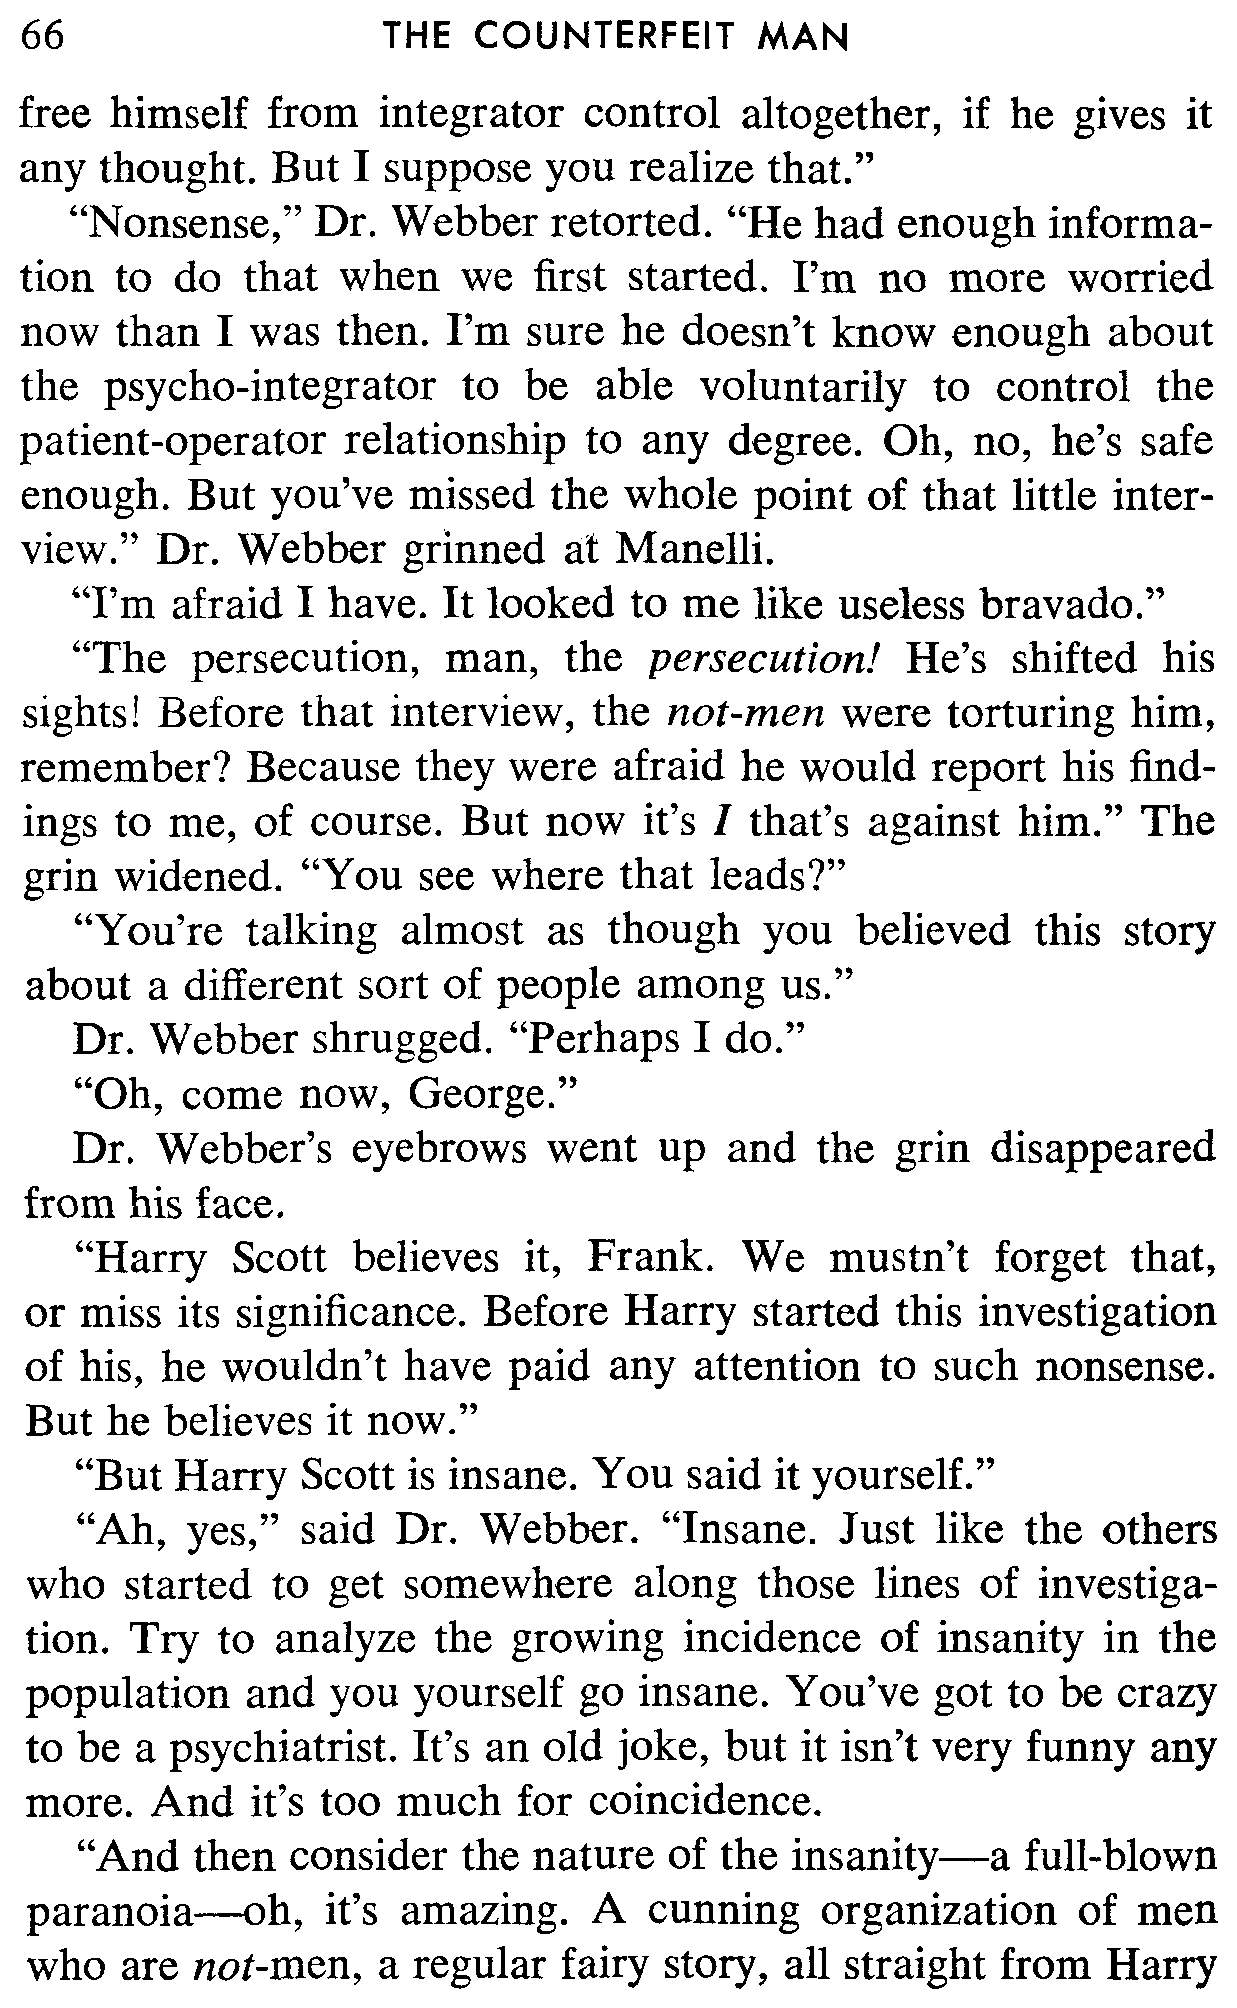 66 THE COUNTERFEIT MAN
free himself from integrator control altogether, if he gives it
any thought. But I suppose you realize that.”
“Nonsense,” Dr. Webber retorted. “He had enough informa-
tion to do that when we first started. I’m no more worried
now than I was then. I’m sure he doesn’t know enough about
the psycho-integrator to be able voluntarily to control the
patient-operator relationship to any degree. Oh, no, he’s safe
enough. But you’ve missed the whole point of that little inter-
view.” Dr. Webber grinned at Manelli.
“I’m afraid I have. It looked to me like useless bravado.”
“The persecution, man, the persecution! He’s shifted his
sights! Before that interview, the not-men were torturing him,
remember? Because they were afraid he would report his find-
ings to me, of course. But now it’s I that’s against him.” The
grin widened. “You see where that leads?”
“You’re talking almost as though you believed this story
about a different sort of people among us.”
Dr. Webber shrugged. “Perhaps I do.”
“Oh, come now, George.”
Dr. Webber’s eyebrows went up and the grin disappeared
from his face.
“Harry Scott believes it, Frank. We mustn’t forget that,
or miss its significance. Before Harry started this investigation
of his, he wouldn’t have paid any attention to such nonsense.
But he believes it now.”
“But Harry Scott is insane. You said it yourself.”
“Ah, yes,” said Dr. Webber. “Insane. Just like the others
who started to get somewhere along those lines of investiga-
tion. Try to analyze the growing incidence of insanity in the
population and you yourself go insane. You’ve got to be crazy
to be a psychiatrist. It’s an old joke, but it isn’t very funny any
more. And it’s too much for coincidence.
“And then consider the nature of the insanity—a full-blown
paranoia—oh, it’s amazing. A cunning organization of men
who are not-men, a regular fairy story, all straight from Harry